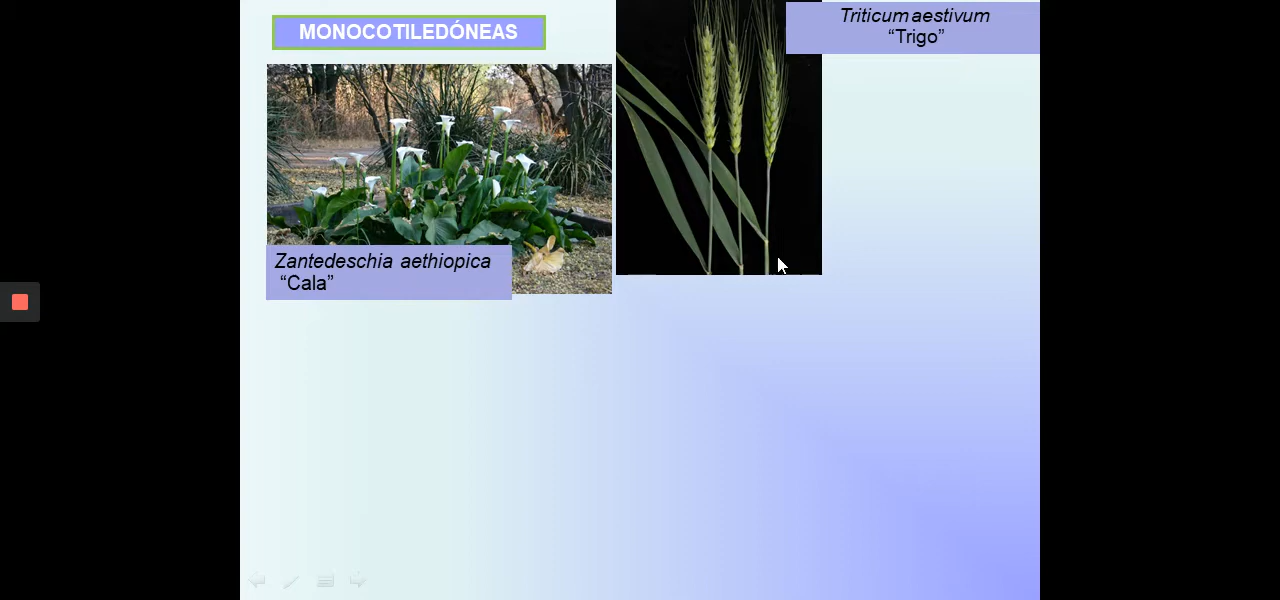 MONOCOTILEDÓNEAS
Triticum aestivum
“Trigo”
Zantedeschia aethiopica
“Cala”